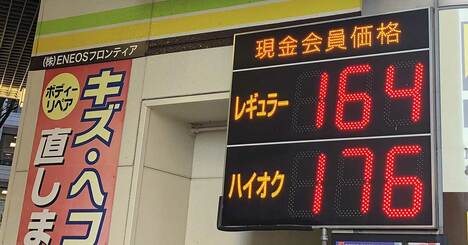 (株)ENEOSフロンティア
ボディー
リペア
キズ・ヘコ
直しま
現金会員価格
レギュラー 164
ハイオク 176